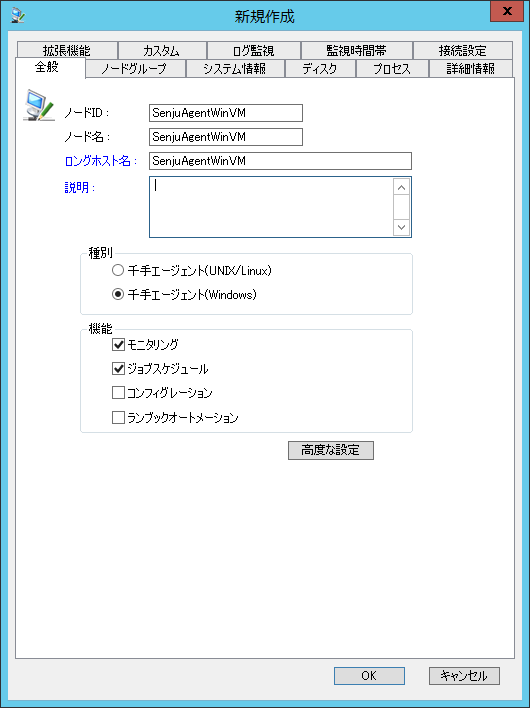 新規作成
x
拡張機能 カスタム ログ監視 監視時間帯 接続設定
全般 ノードグループ システム情報 ディスク プロセス 詳細情報
ノードID： SenjuAgentWinVM
ノード名： SenjuAgentWinVM
ロングホスト名： SenjuAgentWinVM
説明：
種別
千手エージェント(UNIX/Linux)
千手エージェント(Windows)
機能
モニタリング
ジョブスケジュール
コンフィグレーション
ランブックオートメーション
高度な設定
OK キャンセル